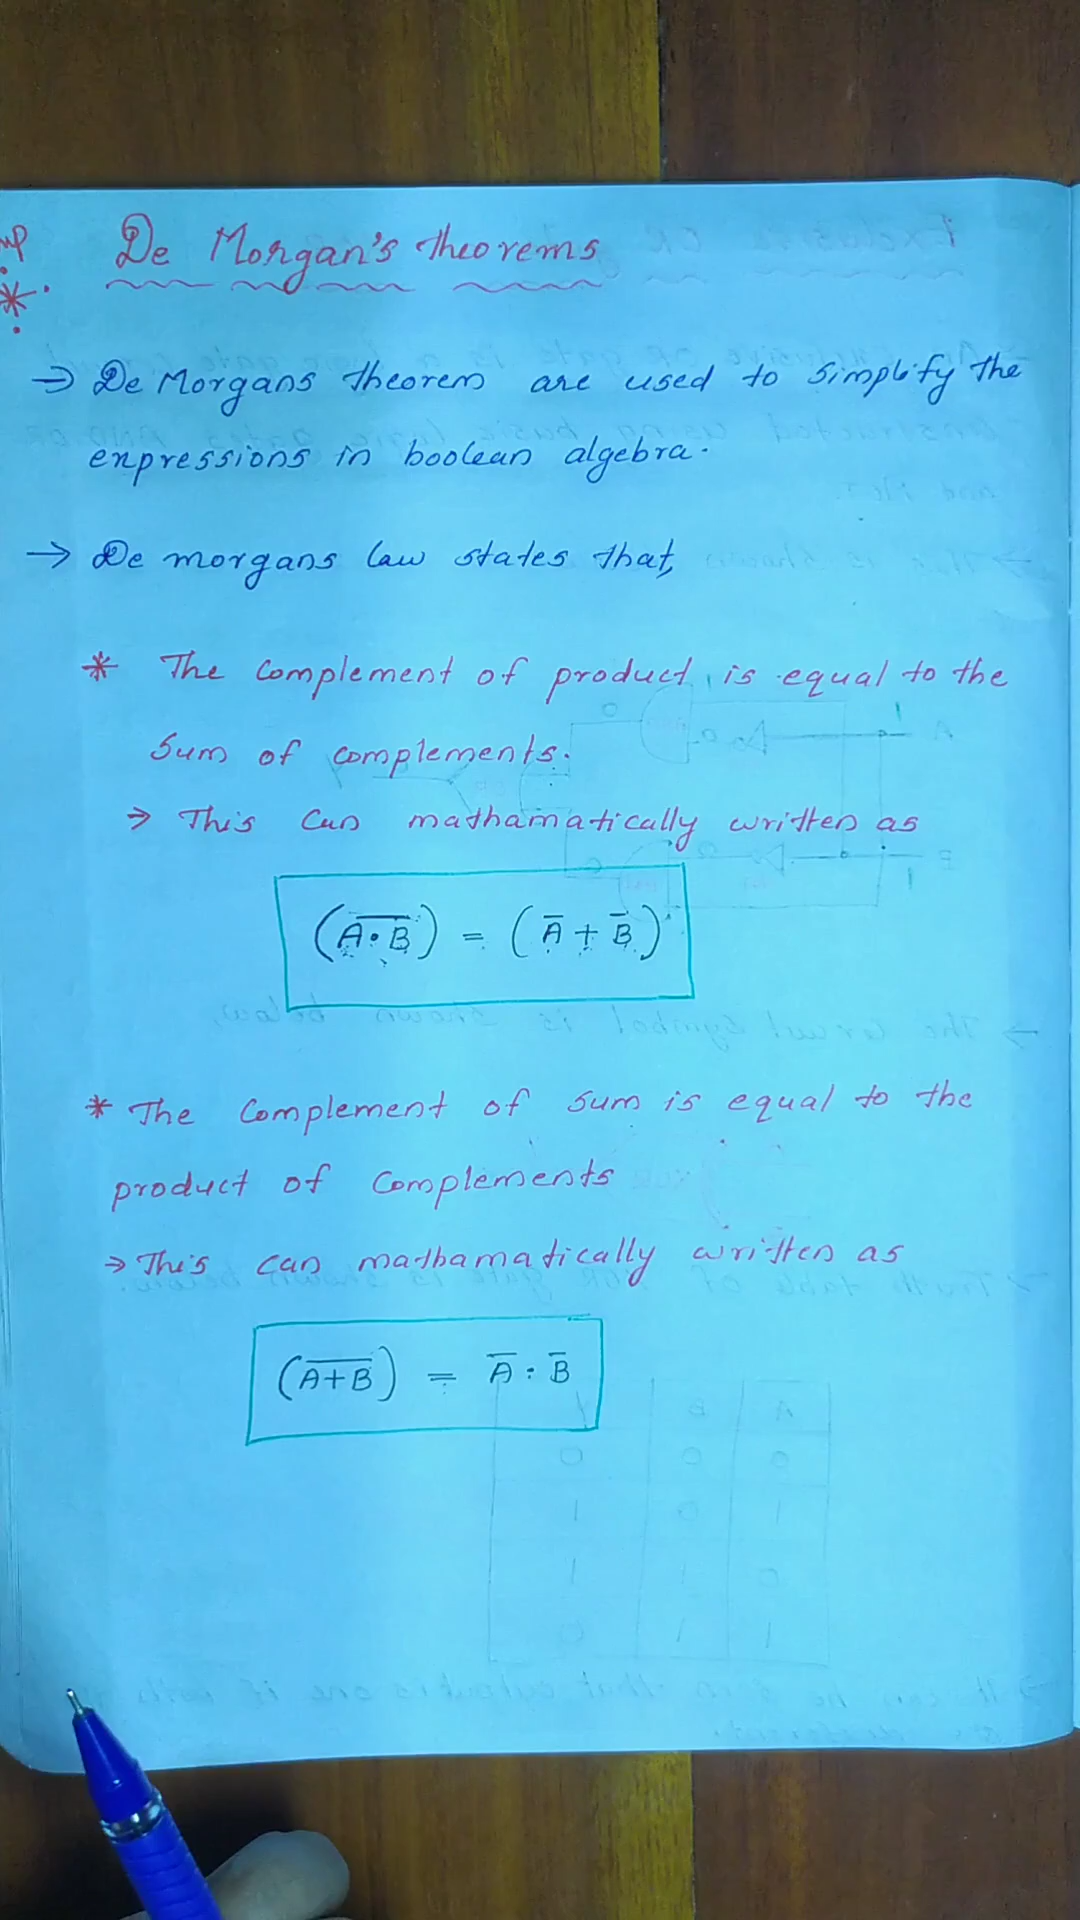 Imp
De Morgan's theorems
→ De Morgans theorem are used to simplify the
expressions in boolean algebra.
→ De morgans law states that,
* The Complement of product is equal to the
Sum of complements.
→ This Can mathamatically written as
(A̅·̅B̅) = (A̅ + B̅)
* The Complement of sum is equal to the
product of Complements
→ This can mathamatically written as
(A̅+̅B̅) = A̅ · B̅